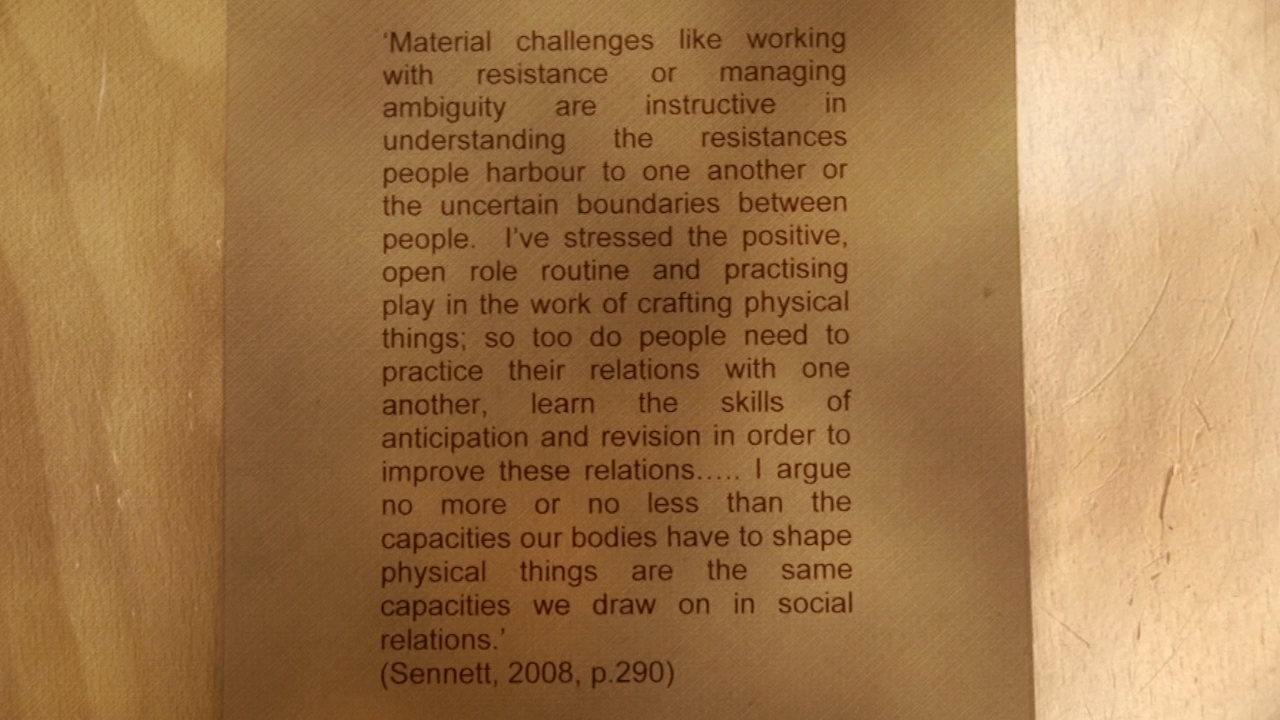 ‘Material challenges like working
with resistance or managing
ambiguity are instructive in
understanding the resistances
people harbour to one another or
the uncertain boundaries between
people. I’ve stressed the positive,
open role routine and practising
play in the work of crafting physical
things; so too do people need to
practice their relations with one
another, learn the skills of
anticipation and revision in order to
improve these relations….. I argue
no more or no less than the
capacities our bodies have to shape
physical things are the same
capacities we draw on in social
relations.’
(Sennett, 2008, p.290)